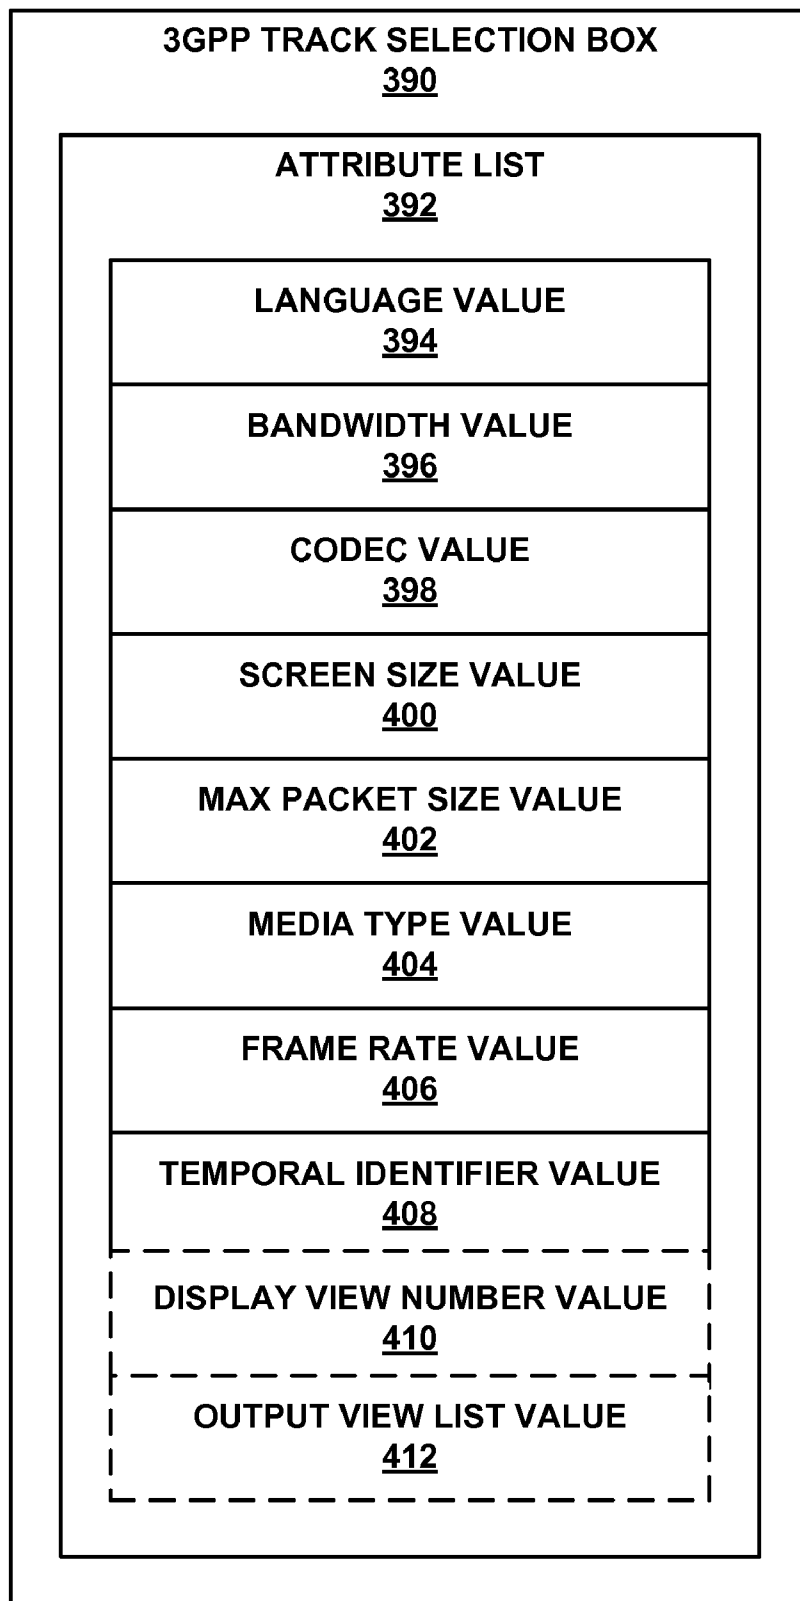 3GPP TRACK SELECTION BOX
390
ATTRIBUTE LIST
392
LANGUAGE VALUE
394
BANDWIDTH VALUE
396
CODEC VALUE
398
SCREEN SIZE VALUE
400
MAX PACKET SIZE VALUE
402
MEDIA TYPE VALUE
404
FRAME RATE VALUE
406
TEMPORAL IDENTIFIER VALUE
408
DISPLAY VIEW NUMBER VALUE
410
OUTPUT VIEW LIST VALUE
412